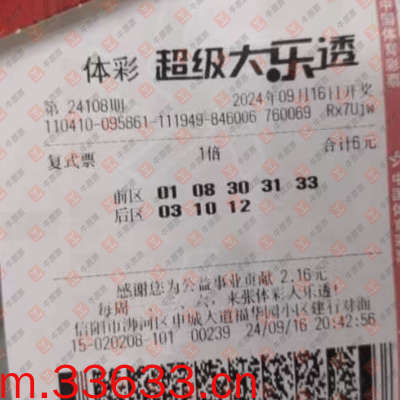 体彩 超级大乐透
第 24108期 2024年09月16日开奖
110410-095861-111949-846006 760069 Rx7Ujw
复式票 1倍 合计6元
前区 01 08 30 31 33
后区 03 10 12
感谢您为公益事业贡献 2.16元
每周一、三、六,来张体彩大乐透!
信阳市浉河区申城大道福华园小区建行对面
15-020208-101 00239 24/09/16 20:42:56
m.33633.cn